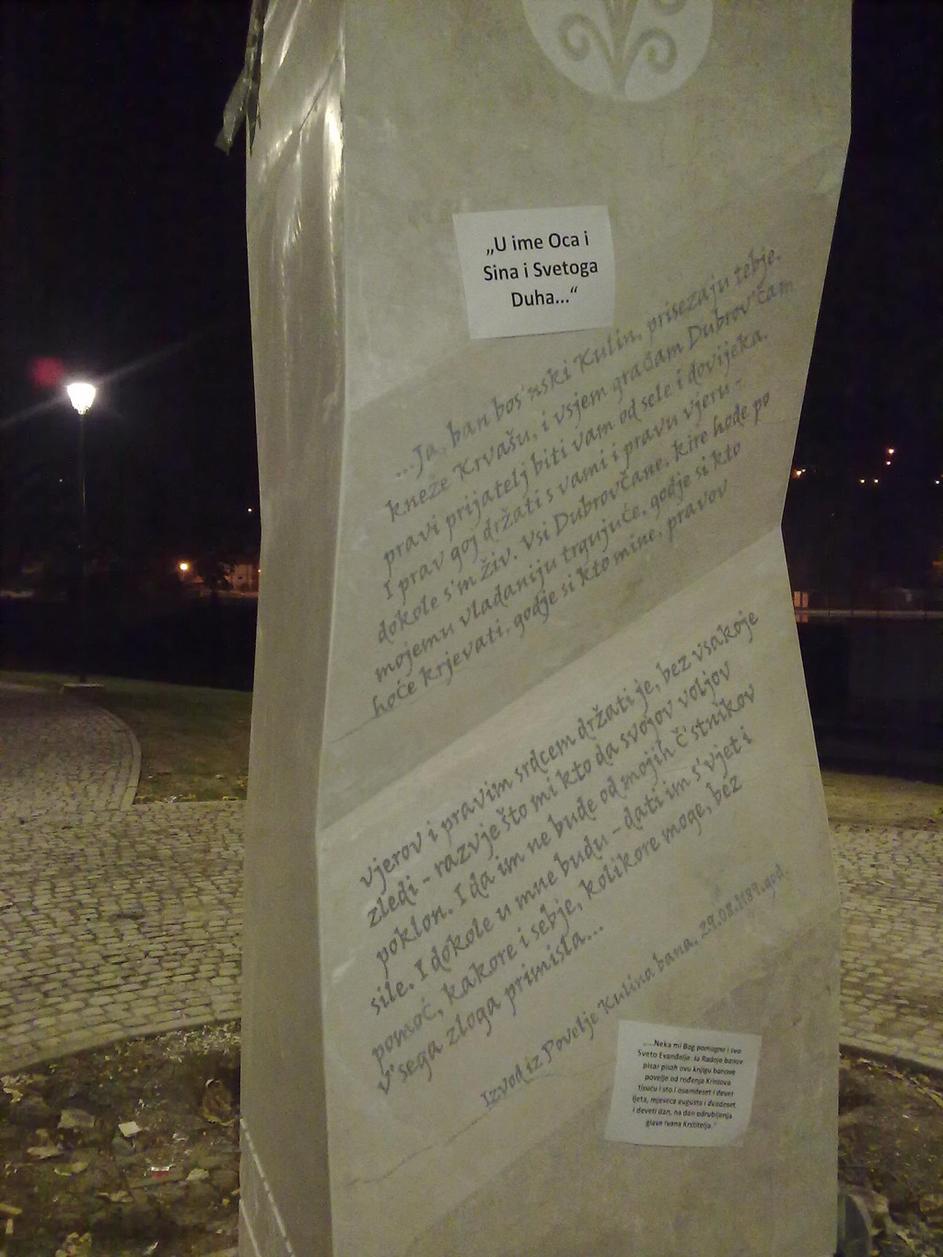 „U ime Oca i
Sina i Svetoga
Duha...“
...Ja, ban bos'nski Kulin, prisezaju tebje,
kneže Krvašu, i vsjem građam Dubrov'čam
pravi prijatelj biti vam od sele i dovijeka.
I prav goj držati s vami i pravu vjeru -
dokole s'm živ. Vsi Dubrovčane, kire hode po
mojemu vladaniju trgujuće, godje si kto
hoće krjevati, godje si kto mine, pravov
vjerov i pravim srdcem držati je, bez vsakoje
zledi - razvje što mi kto da svojov voljov
poklon. I da im ne bude od mojih č'stnikov
sile. I dokole u mne budu - dati im s'vjet i
pomoć, kakore i sebje, kolikore moge, bez
v'sega zloga primisla...
Izvod iz Povelje Kulina bana, 29.08.1189.god.
„...Neka mi Bog pomogne i svo
Sveto Evanđelje. Ja Radoje banov
pisar pisah ovu knjigu banove
povelje od rođenja Kristova
tisuću i sto i osamdeset i devet
ljeta, mjeseca augusta i dvadeset
i deveti dan, na dan odrubljenja
glave Ivana Krstitelja.“